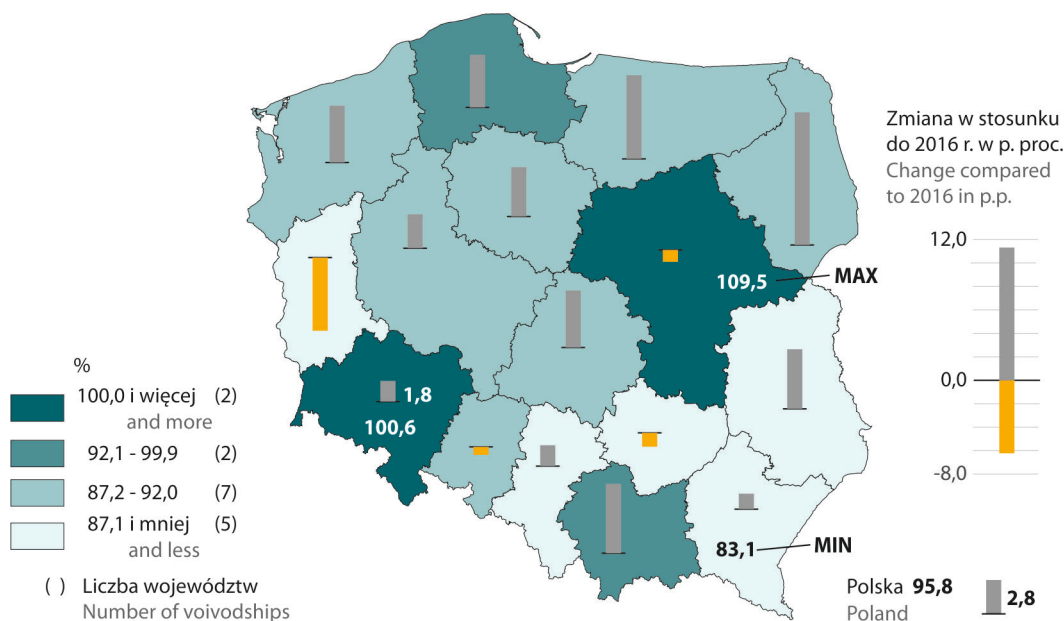 Zmiana w stosunku
do 2016 r. w p. proc.
Change compared
to 2016 in p.p.
12,0
0,0
-8,0
109,5
MAX
1,8
100,6
83,1
MIN
%
100,0 i więcej (2)
and more
92,1 - 99,9 (2)
87,2 - 92,0 (7)
87,1 i mniej (5)
and less
( ) Liczba województw
Number of voivodships
Polska 95,8
Poland
2,8